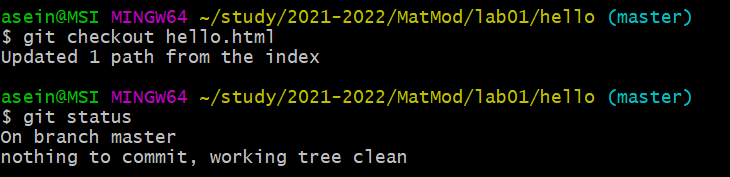 asein@MSI MINGW64 ~/study/2021-2022/MatMod/lab01/hello (master)
$ git checkout hello.html
Updated 1 path from the index
asein@MSI MINGW64 ~/study/2021-2022/MatMod/lab01/hello (master)
$ git status
On branch master
nothing to commit, working tree clean